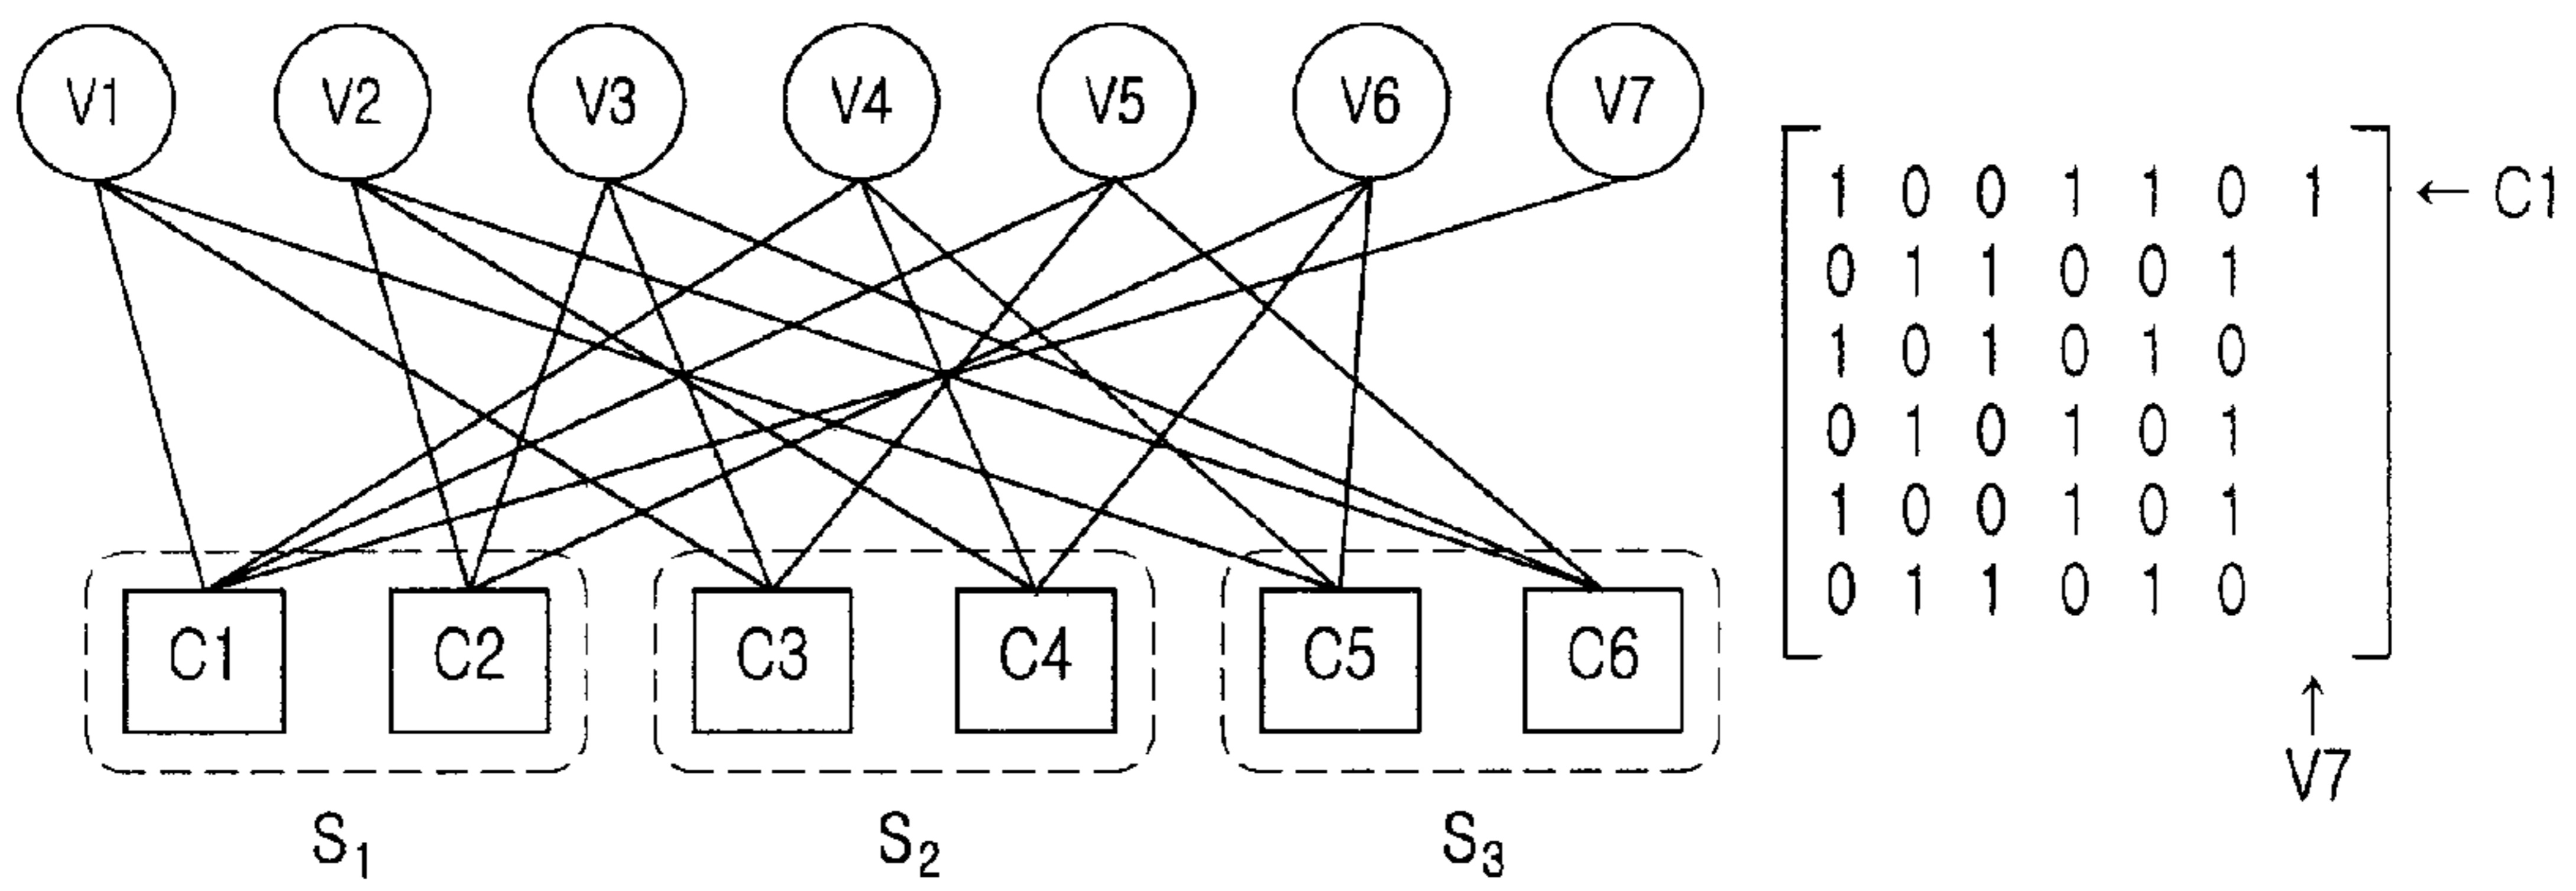 V1 V2 V3 V4 V5 V6 V7
1 0 0 1 1 0 1 ← C1
0 1 1 0 0 1
1 0 1 0 1 0
0 1 0 1 0 1
1 0 0 1 0 1
0 1 1 0 1 0
↑
V7
C1 C2 C3 C4 C5 C6
S₁ S₂ S₃